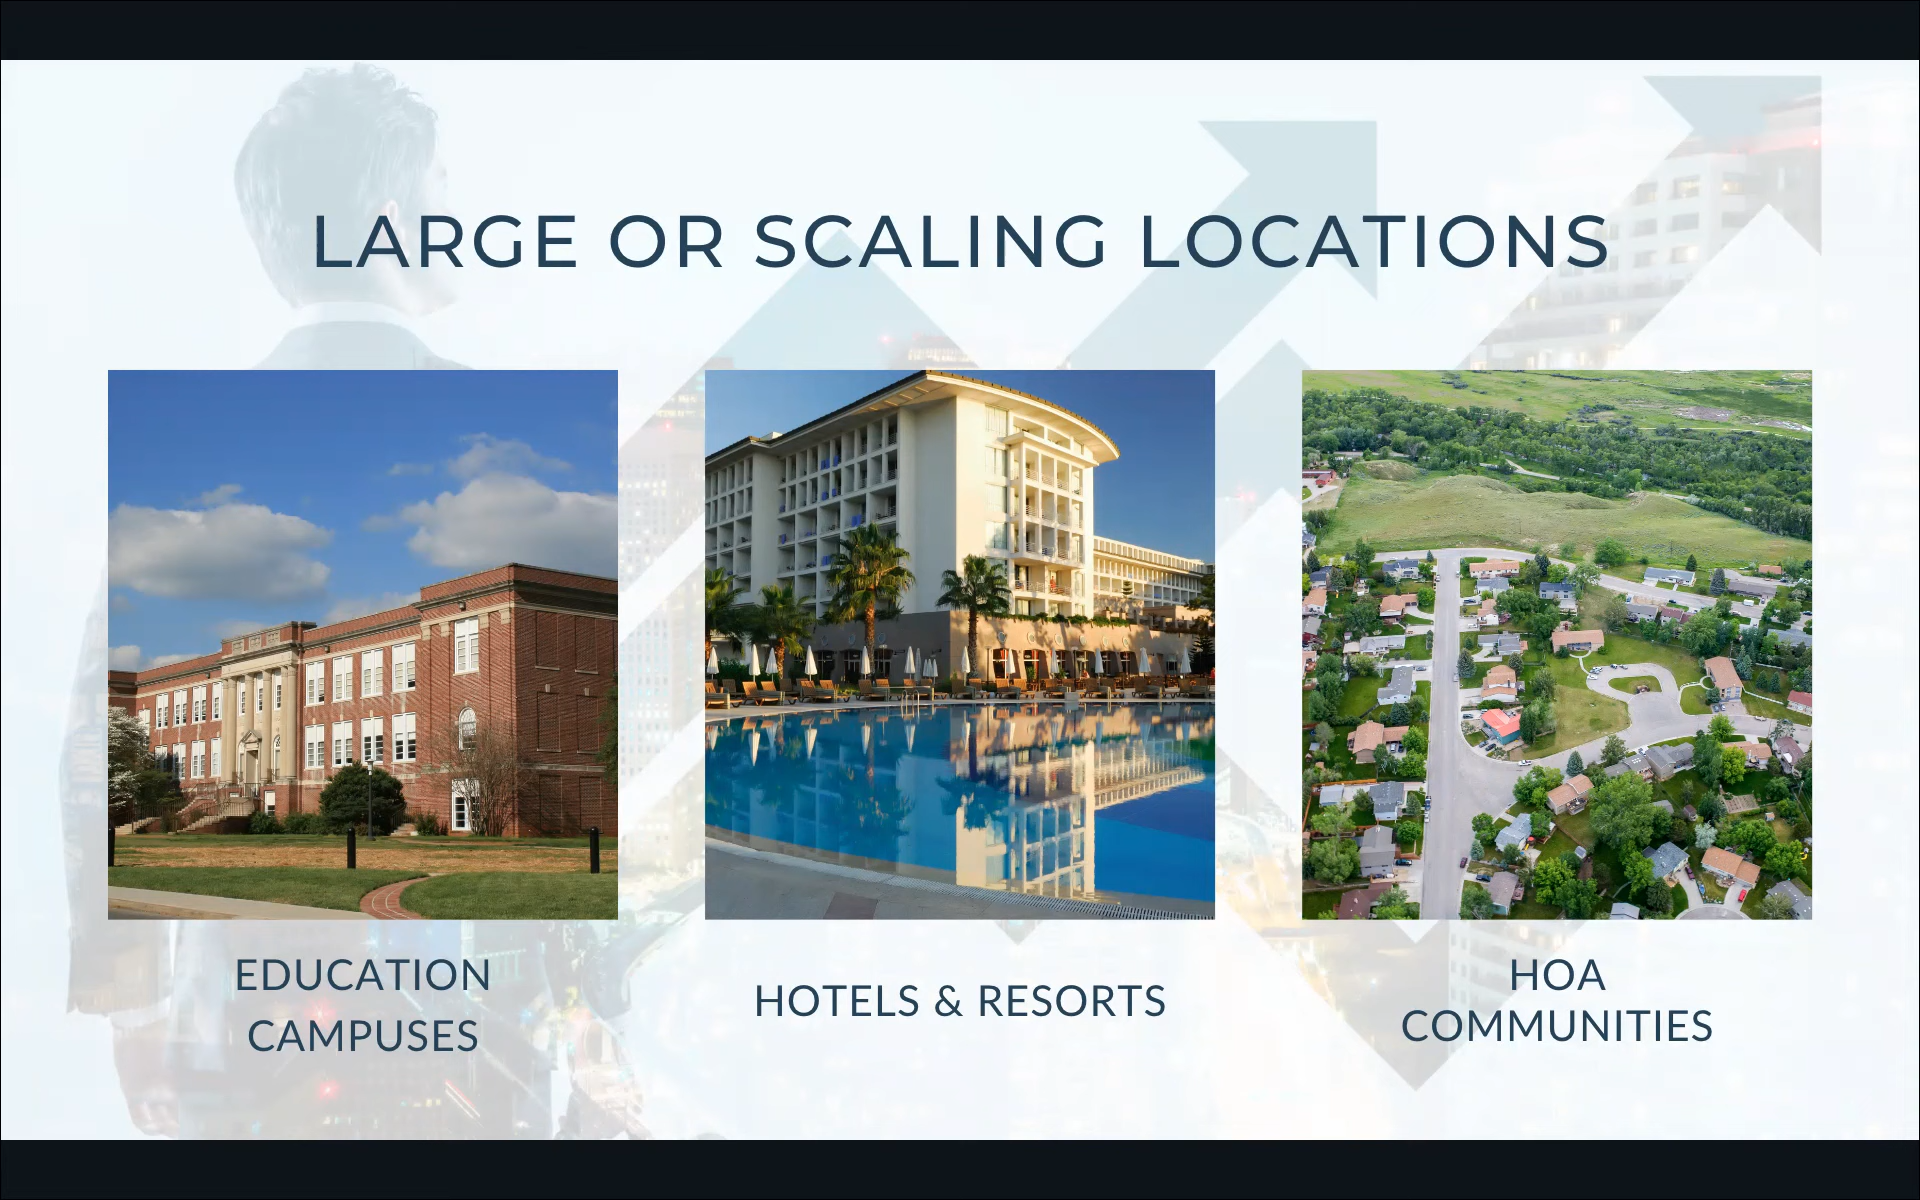 LARGE OR SCALING LOCATIONS
EDUCATION
CAMPUSES
HOTELS & RESORTS
HOA
COMMUNITIES